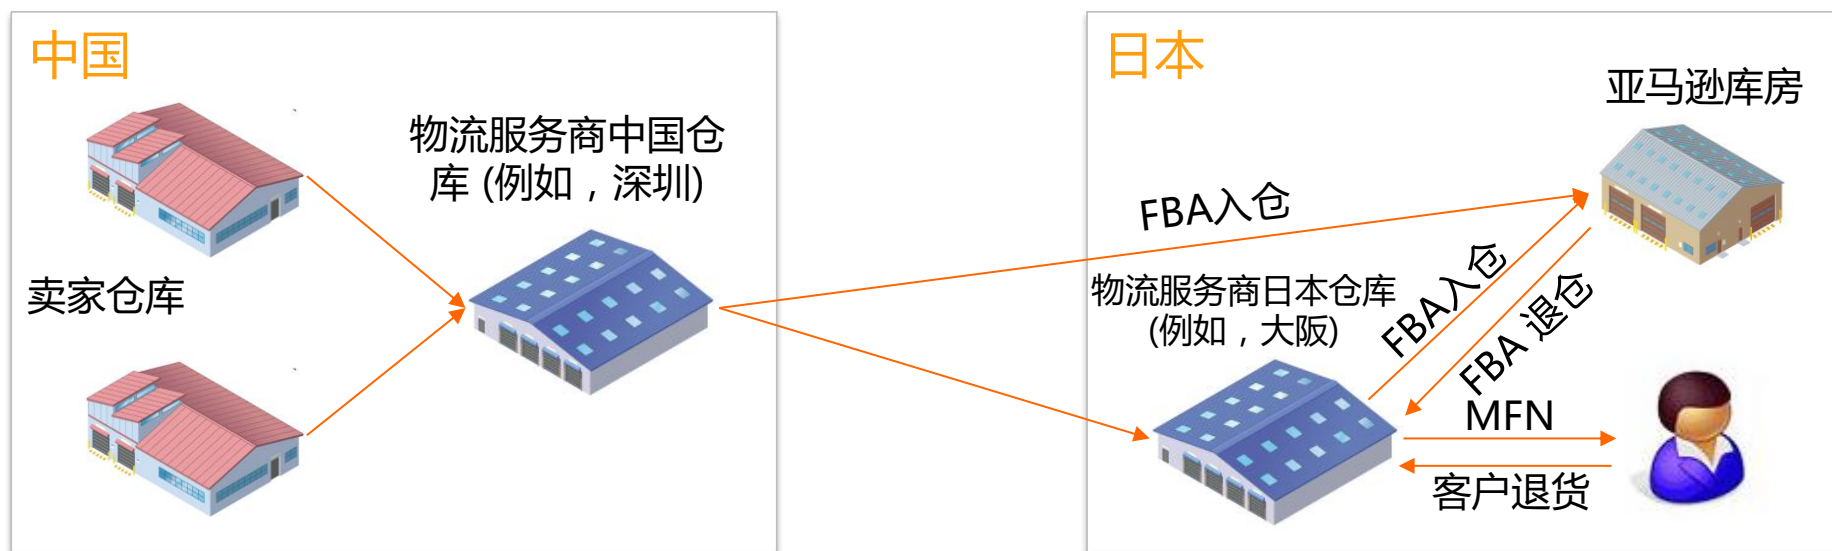 中国
日本
亚马逊库房
物流服务商中国仓
库 (例如，深圳)
FBA入仓
卖家仓库
物流服务商日本仓库
(例如，大阪)
FBA入仓
FBA 退仓
MFN
客户退货